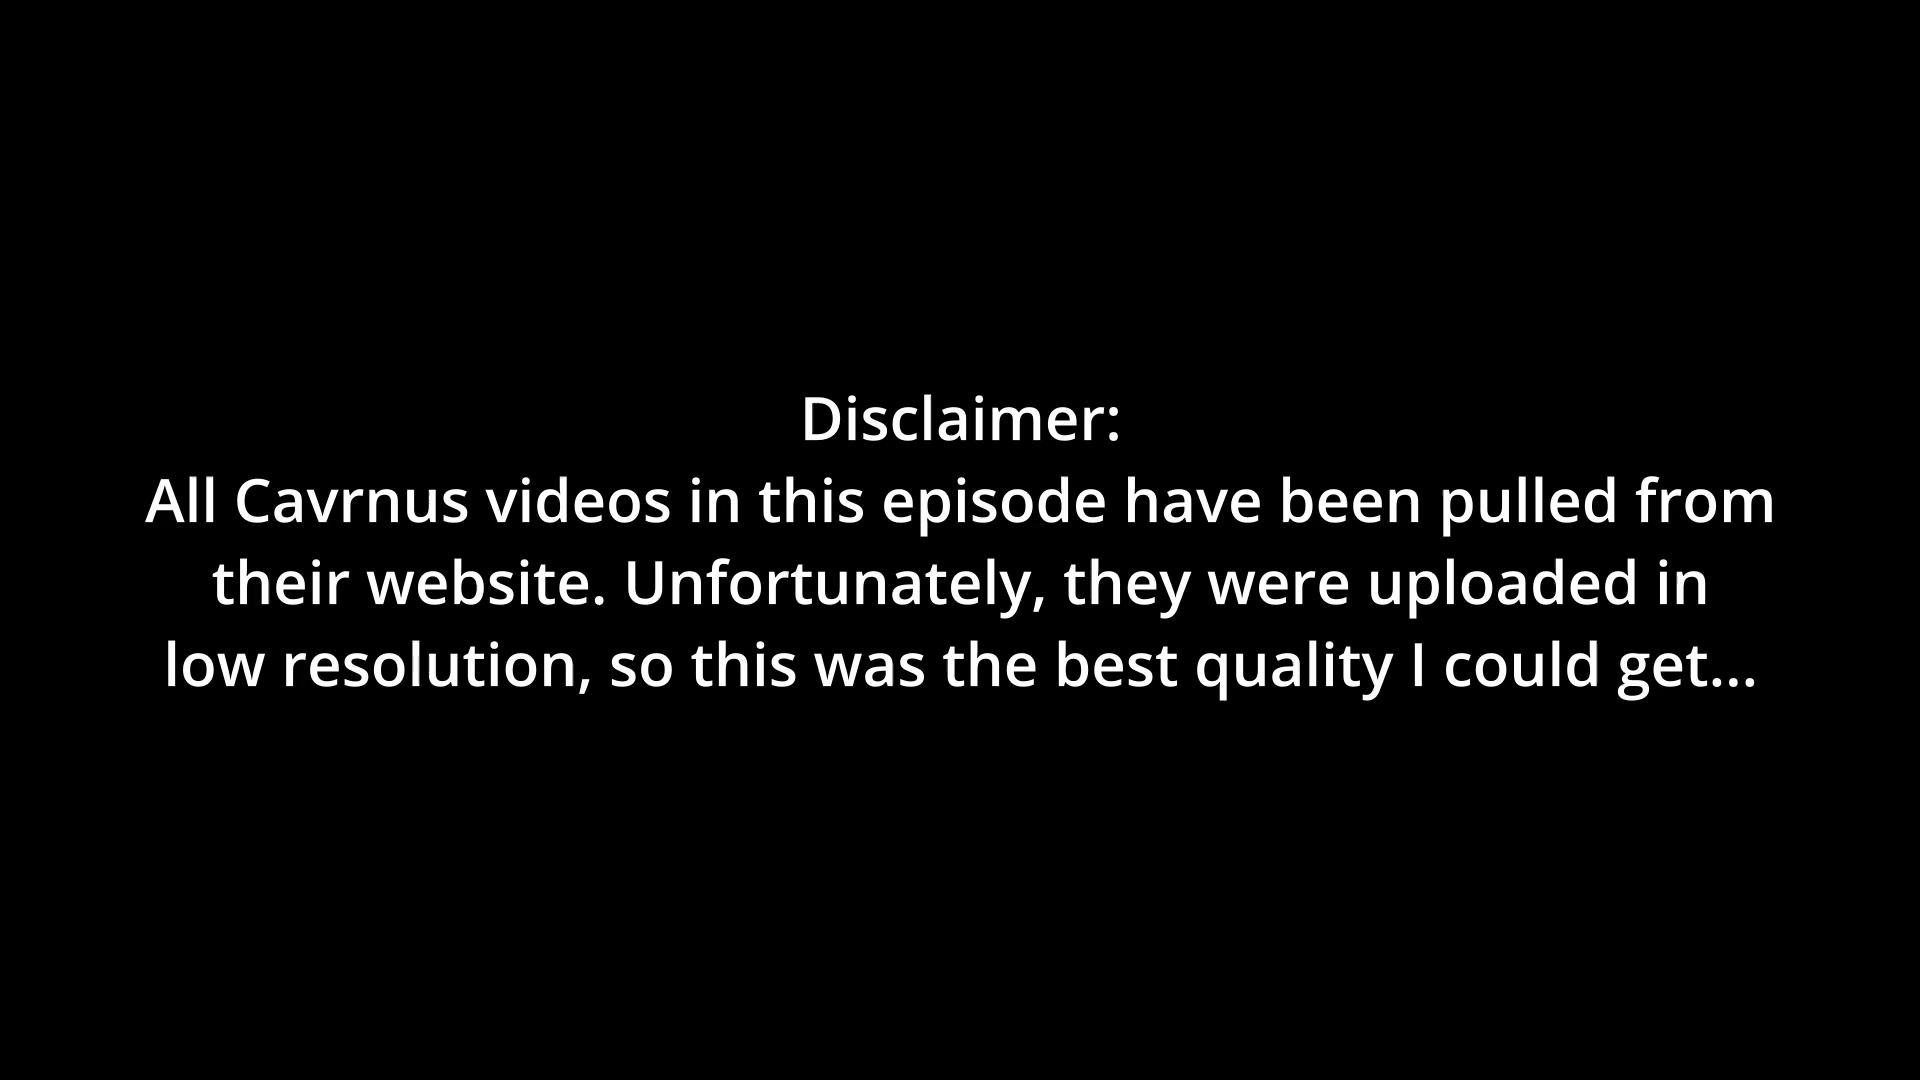 Disclaimer:
All Cavrnus videos in this episode have been pulled from
their website. Unfortunately, they were uploaded in
low resolution, so this was the best quality I could get...